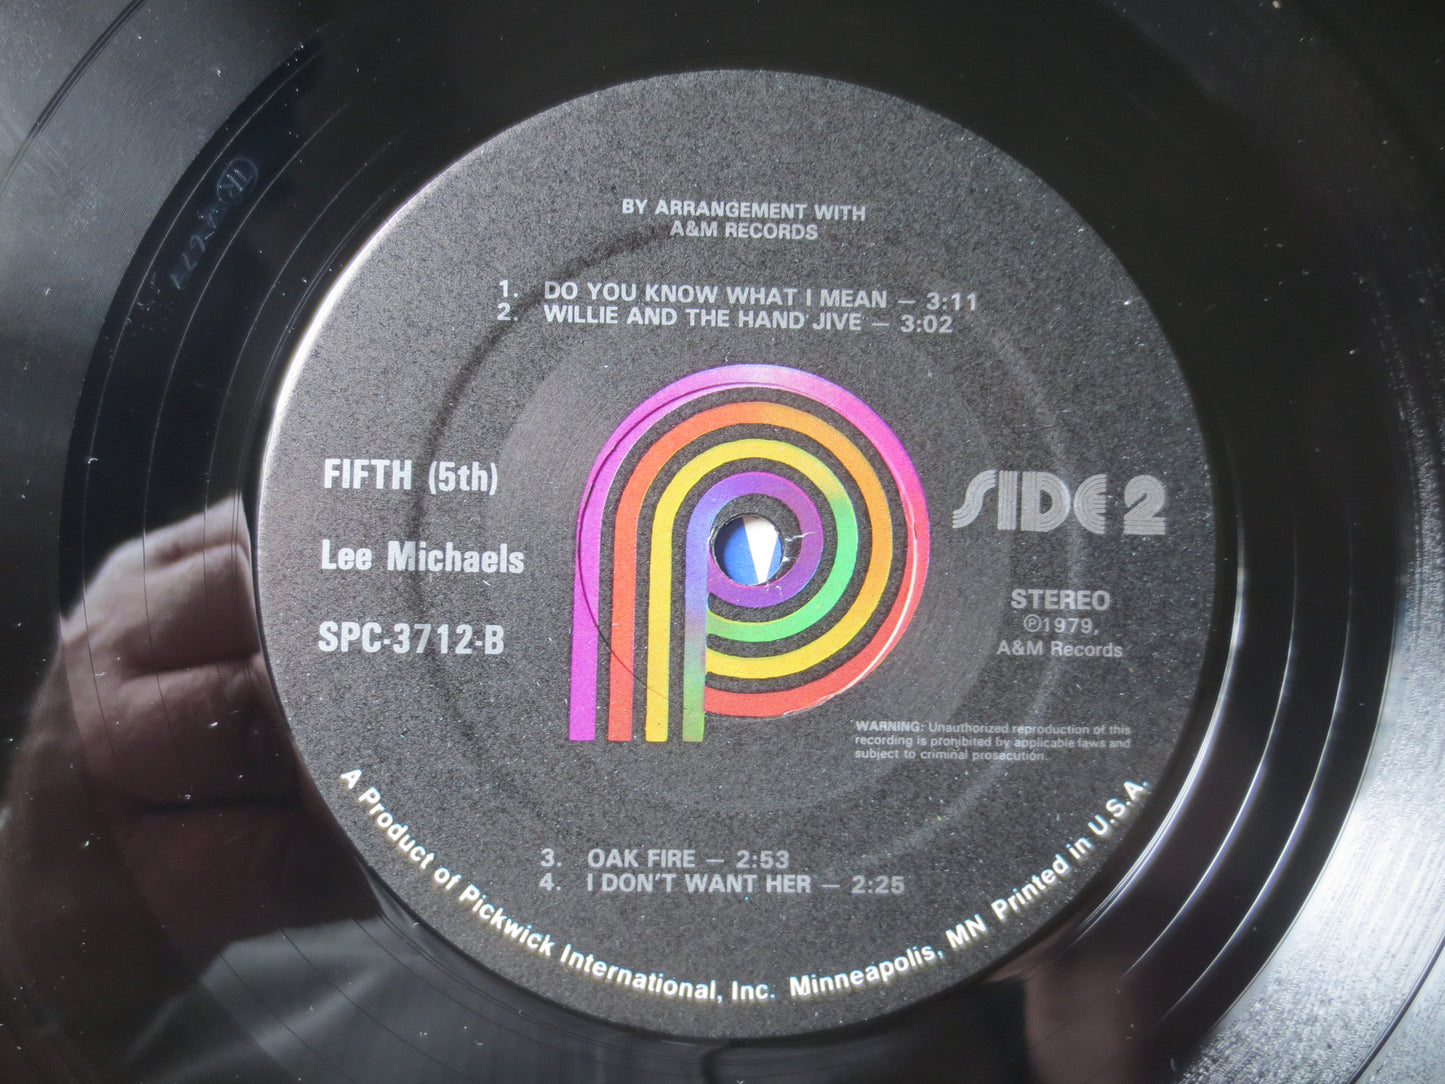 BY ARRANGEMENT WITH
A&M RECORDS
1. DO YOU KNOW WHAT I MEAN – 3:11
2. WILLIE AND THE HAND JIVE – 3:02
FIFTH (5th)
Lee Michaels
SPC-3712-B
SIDE 2
STEREO
℗1979,
A&M Records
WARNING: Unauthorized reproduction of this
recording is prohibited by applicable laws and
subject to criminal prosecution.
3. OAK FIRE – 2:53
4. I DON'T WANT HER – 2:25
A Product of Pickwick International, Inc. Minneapolis, MN Printed in U.S.A.